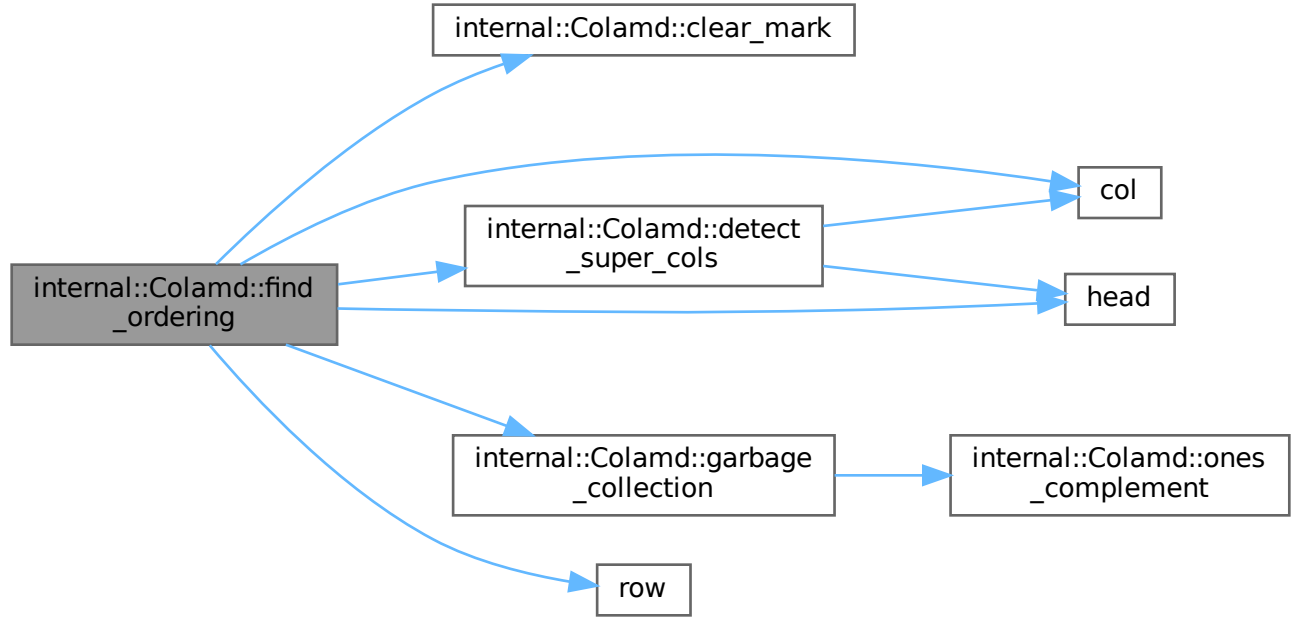 internal::Colamd::clear_mark
col
internal::Colamd::detect
_super_cols
internal::Colamd::find
_ordering
head
internal::Colamd::garbage
_collection
internal::Colamd::ones
_complement
row